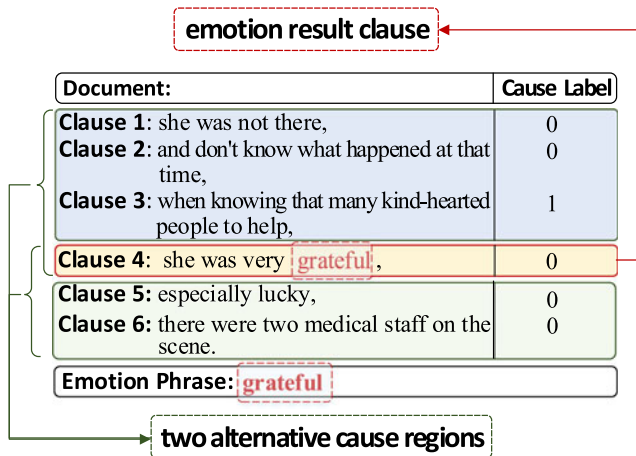 emotion result clause
Document: Cause Label
Clause 1: she was not there, 0
Clause 2: and don't know what happened at that 0
time,
Clause 3: when knowing that many kind-hearted 1
people to help,
Clause 4: she was very grateful , 0
Clause 5: especially lucky, 0
Clause 6: there were two medical staff on the 0
scene.
Emotion Phrase: grateful
two alternative cause regions